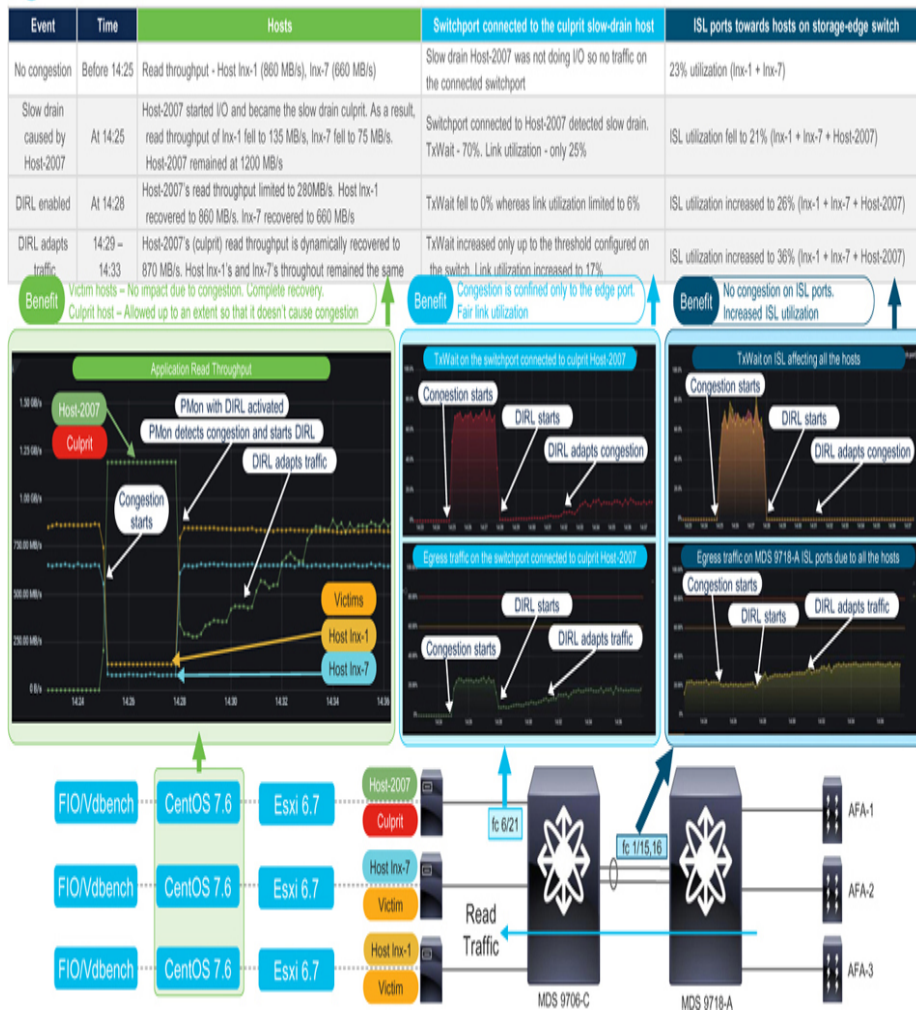 Event
Time
Hosts
Switchport connected to the culprit slow-drain host
ISL ports towards hosts on storage-edge switch
No congestion
Before 14:25
Read throughput - Host lnx-1 (860 MB/s), lnx-7 (660 MB/s)
Slow drain Host-2007 was not doing I/O so no traffic on
the connected switchport
23% utilization (lnx-1 + lnx-7)
Slow
drain
caused by
Host-2007
At 14:25
Host-2007 started I/O and became the slow drain culprit. As a result,
read throughput of lnx-1 fell to 135 MB/s, lnx-7 fell to 75 MB/s.
Host-2007 remained at 1200 MB/s
Switchport connected to Host-2007 detected slow drain.
TxWait - 70%. Link utilization - only 25%
ISL utilization fell to 21% (lnx-1 + lnx-7 + Host-2007)
DIRL enabled
At 14:28
Host-2007's read throughput limited to 280MB/s. Host lnx-1
recovered to 860 MB/s. lnx-7 recovered to 660 MB/s
TxWait fell to 0% whereas link utilization limited to 6%
ISL utilization increased to 26% (lnx-1 + lnx-7 + Host-2007)
DIRL adapts
traffic
14:29 –
14:33
Host-2007's (culprit) read throughput is dynamically recovered to
870 MB/s. Host lnx-1's and lnx-7's throughout remained the same
TxWait increased only up to the threshold configured on
the switch. Link utilization increased to 17%
ISL utilization increased to 36% (lnx-1 + lnx-7 + Host-2007)
Benefit
Victim hosts – No impact due to congestion. Complete recovery.
Culprit host – Allowed up to an extent so that it doesn't cause congestion
Benefit
Congestion is confined only to the edge port.
Fair link utilization
Benefit
No congestion on ISL ports.
Increased ISL utilization
Application Read Throughput
1.50 GB/s
1.25 GB/s
1.00 GB/s
750.00 MB/s
500.00 MB/s
250.00 MB/s
0 B/s
14:24
14:26
14:28
14:30
14:32
14:34
14:36
Host-2007
Culprit
PMon with DIRL activated
PMon detects congestion and starts DIRL
DIRL adapts traffic
Congestion
starts
Victims
Host lnx-1
Host lnx-7
TxWait on the switchport connected to culprit Host-2007
Congestion starts
DIRL starts
DIRL adapts congestion
Egress traffic on the switchport connected to culprit Host-2007
DIRL starts
Congestion starts
DIRL adapts traffic
TxWait on ISL affecting all the hosts
Congestion starts
DIRL starts
DIRL adapts congestion
Egress traffic on MDS 9718-A ISL ports due to all the hosts
Congestion starts
DIRL starts
DIRL adapts traffic
FIO/Vdbench
CentOS 7.6
Esxi 6.7
Host-2007
Culprit
fc 6/21
fc 1/15,16
AFA-1
FIO/Vdbench
CentOS 7.6
Esxi 6.7
Host lnx-7
Victim
AFA-2
Read
Traffic
FIO/Vdbench
CentOS 7.6
Esxi 6.7
Host lnx-1
Victim
AFA-3
MDS 9706-C
MDS 9718-A